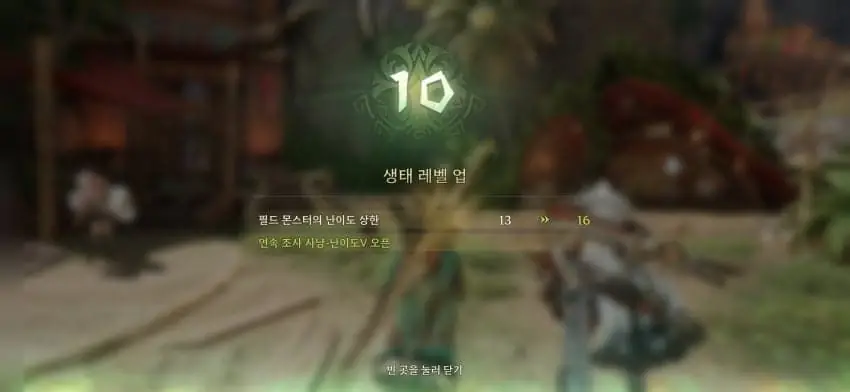 10
생태 레벨 업
필드 몬스터의 난이도 상한 13 » 16
연속 조사 사냥-난이도Ⅴ 오픈
빈 곳을 눌러 닫기